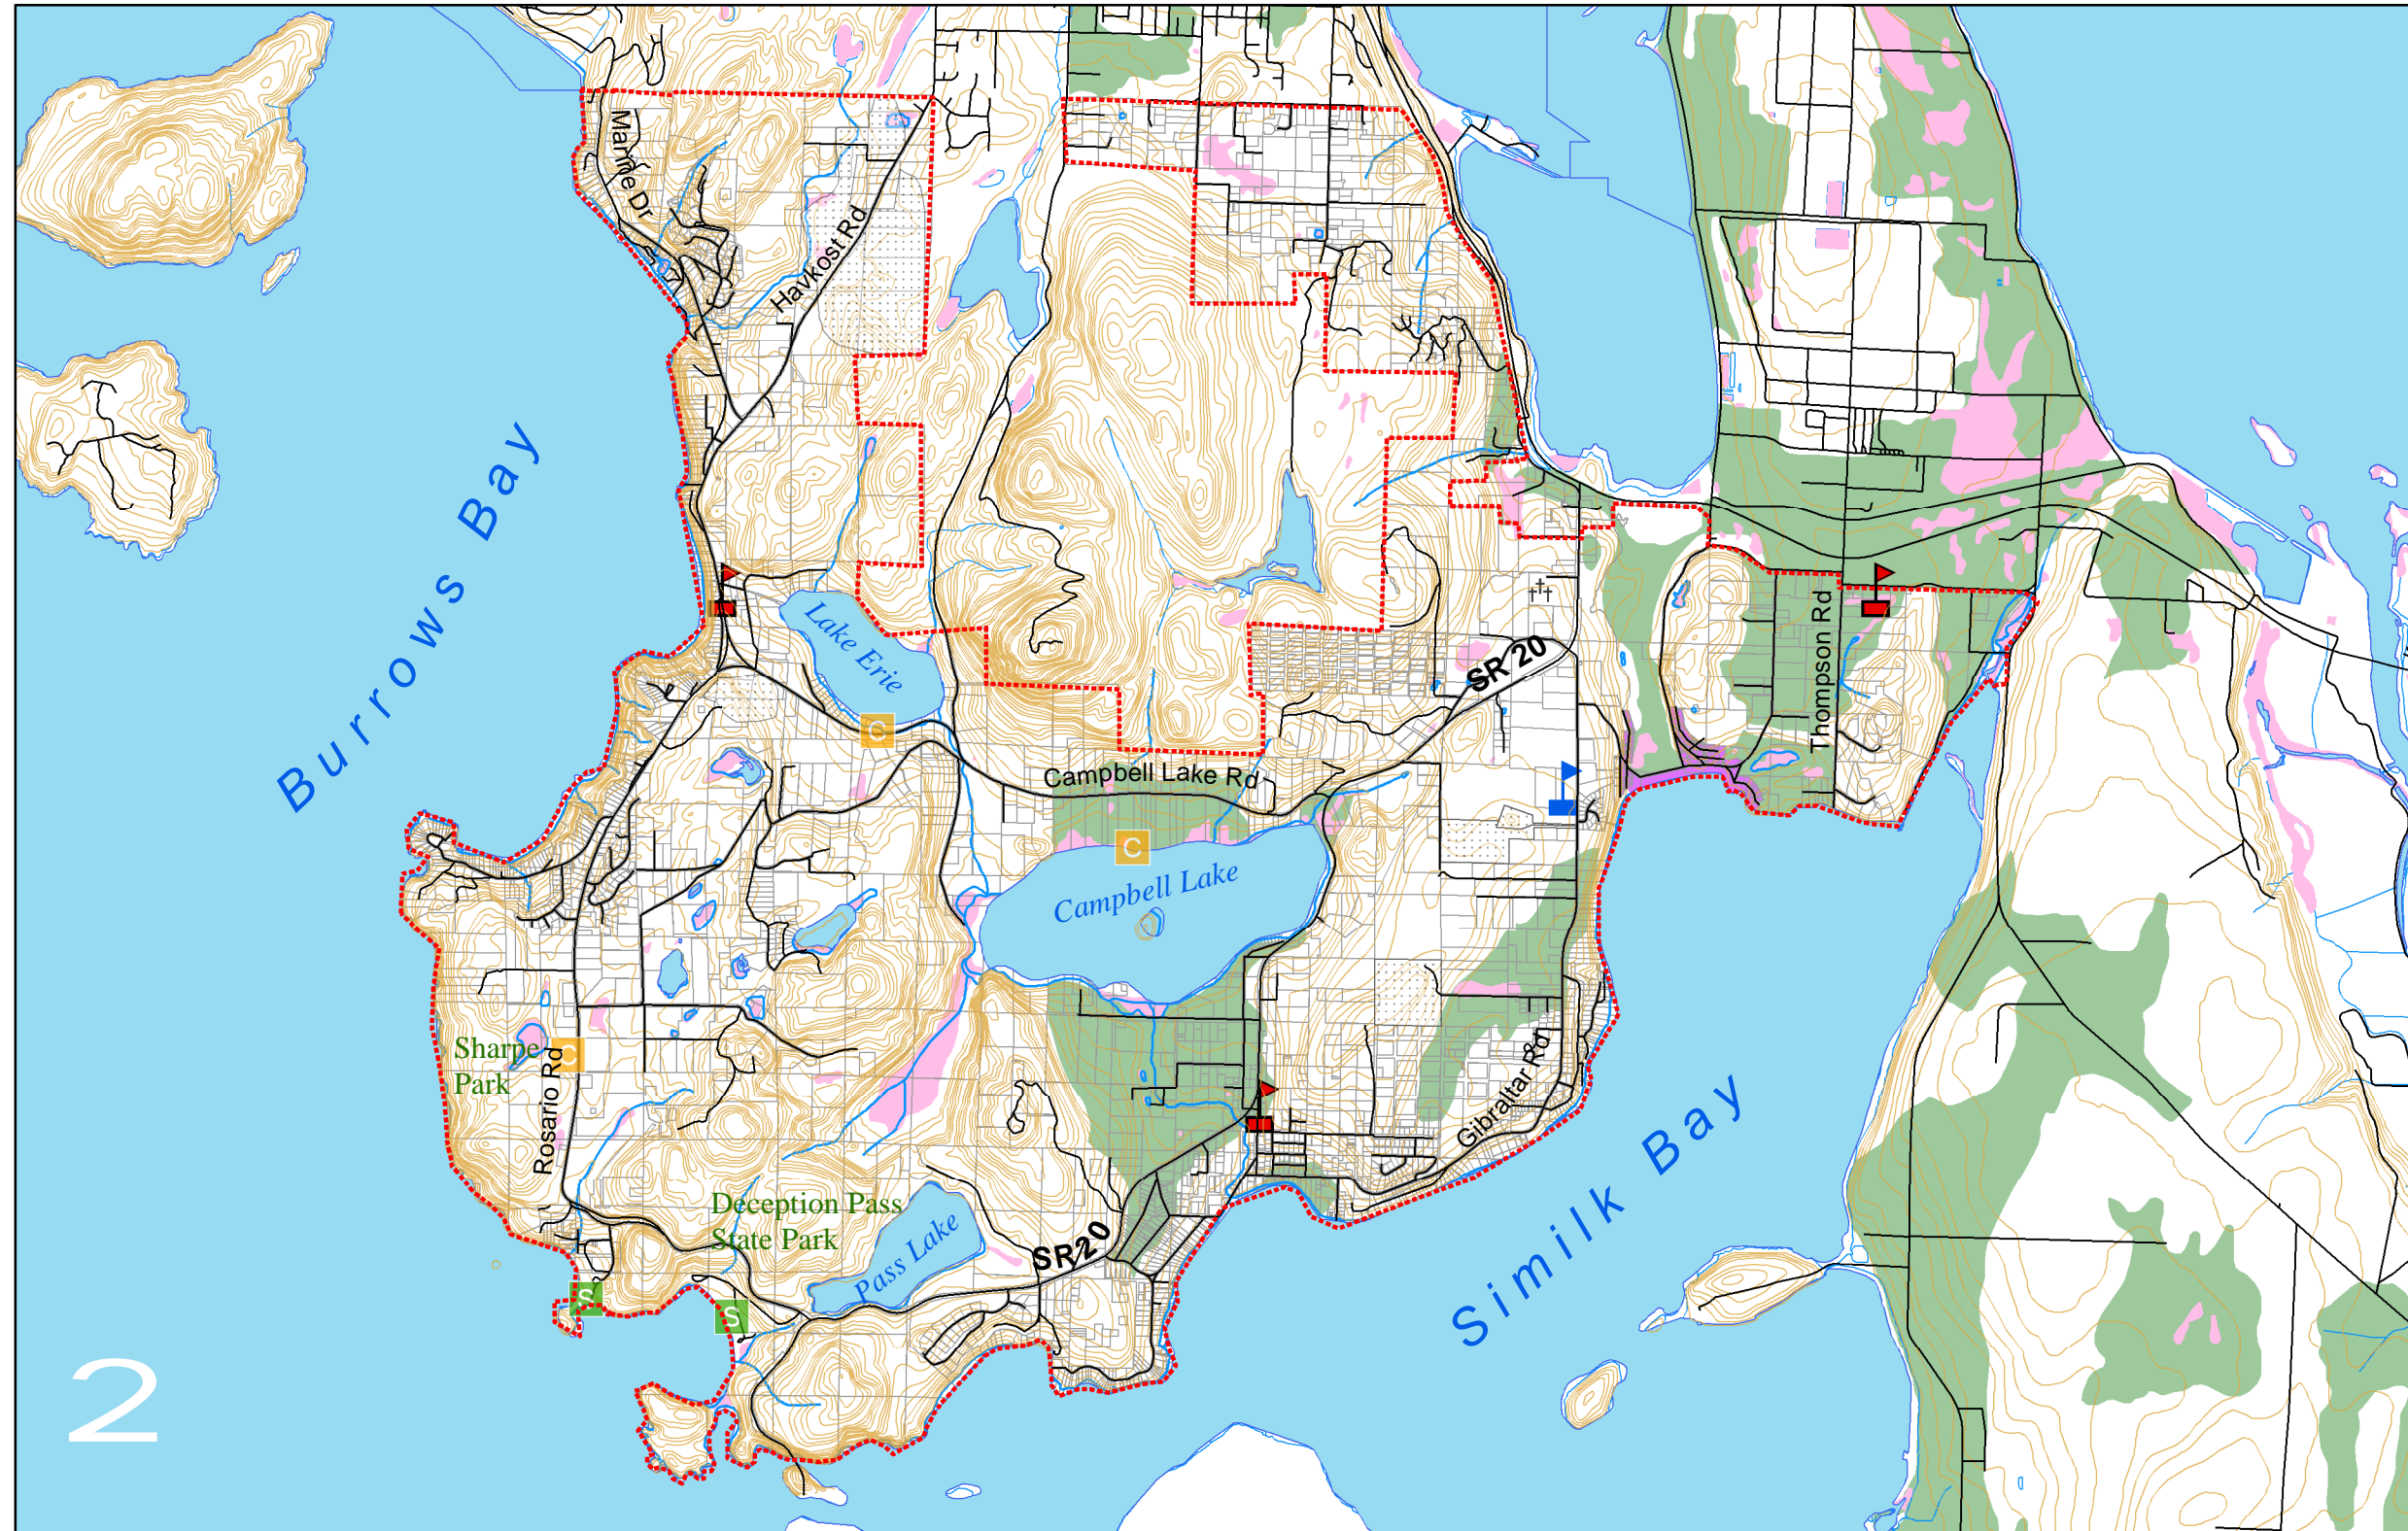 Marine Dr
Havkost Rd
Burrows Bay
Lake Erie
C
SR 20
Thompson Rd
Campbell Lake Rd
C
Campbell Lake
Sharpe
Park
C
Rosario Rd
Gibraltar Rd
Similk Bay
Deception Pass
State Park
Pass Lake
SR20
S
S
2